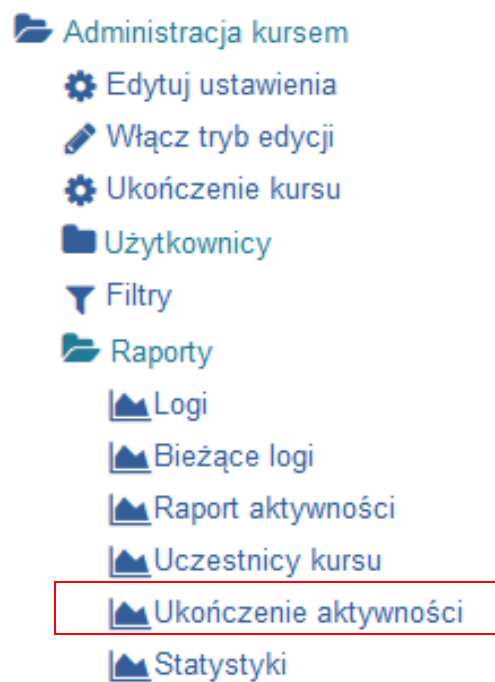 Administracja kursem
Edytuj ustawienia
Włącz tryb edycji
Ukończenie kursu
Użytkownicy
Filtry
Raporty
Logi
Bieżące logi
Raport aktywności
Uczestnicy kursu
Ukończenie aktywności
Statystyki